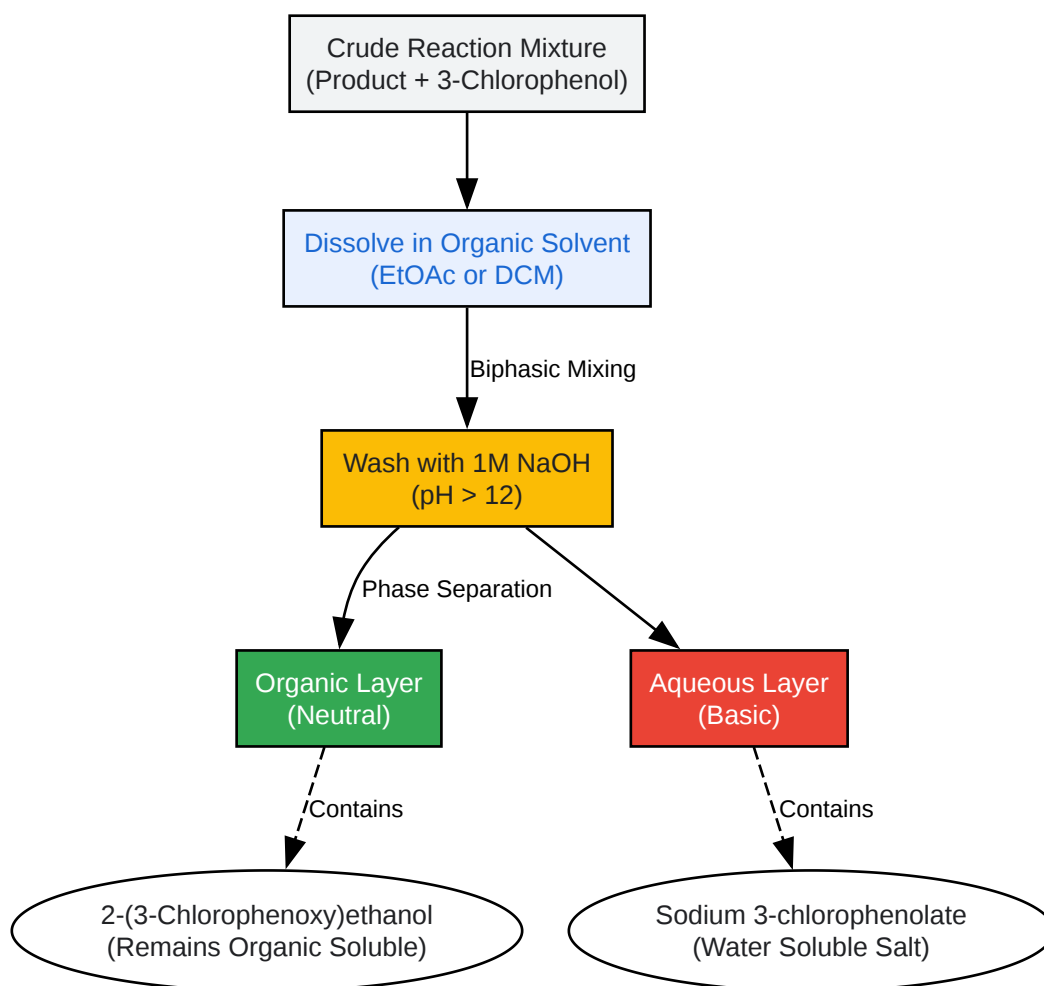 Crude Reaction Mixture
(Product + 3-Chlorophenol)
Dissolve in Organic Solvent
(EtOAc or DCM)
Biphasic Mixing
Wash with 1M NaOH
(pH > 12)
Phase Separation
Organic Layer
(Neutral)
Aqueous Layer
(Basic)
Contains
Contains
2-(3-Chlorophenoxy)ethanol
(Remains Organic Soluble)
Sodium 3-chlorophenolate
(Water Soluble Salt)